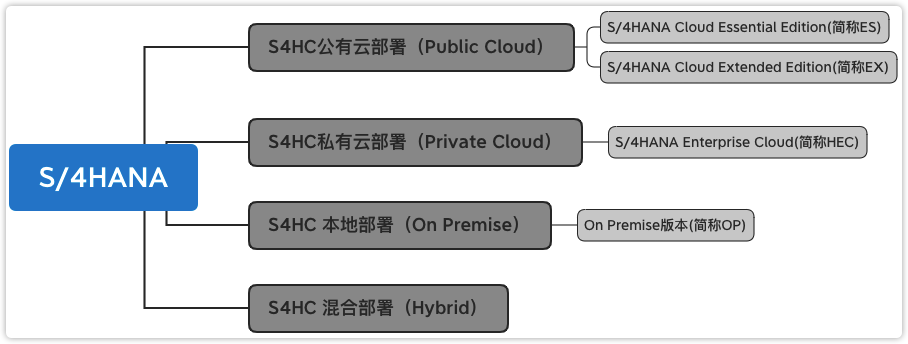 S/4HANA
S4HC公有云部署（Public Cloud）
S/4HANA Cloud Essential Edition(简称ES)
S/4HANA Cloud Extended Edition(简称EX)
S4HC私有云部署（Private Cloud）
S/4HANA Enterprise Cloud(简称HEC)
S4HC 本地部署（On Premise）
On Premise版本(简称OP)
S4HC 混合部署（Hybrid）